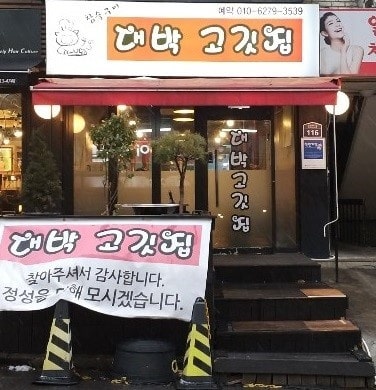 참숯구이
예약 010-6279-3539
대박 고깃집
대박고깃집
115
대박 고깃집
찾아주셔서 감사합니다.
정성을 다해 모시겠습니다.